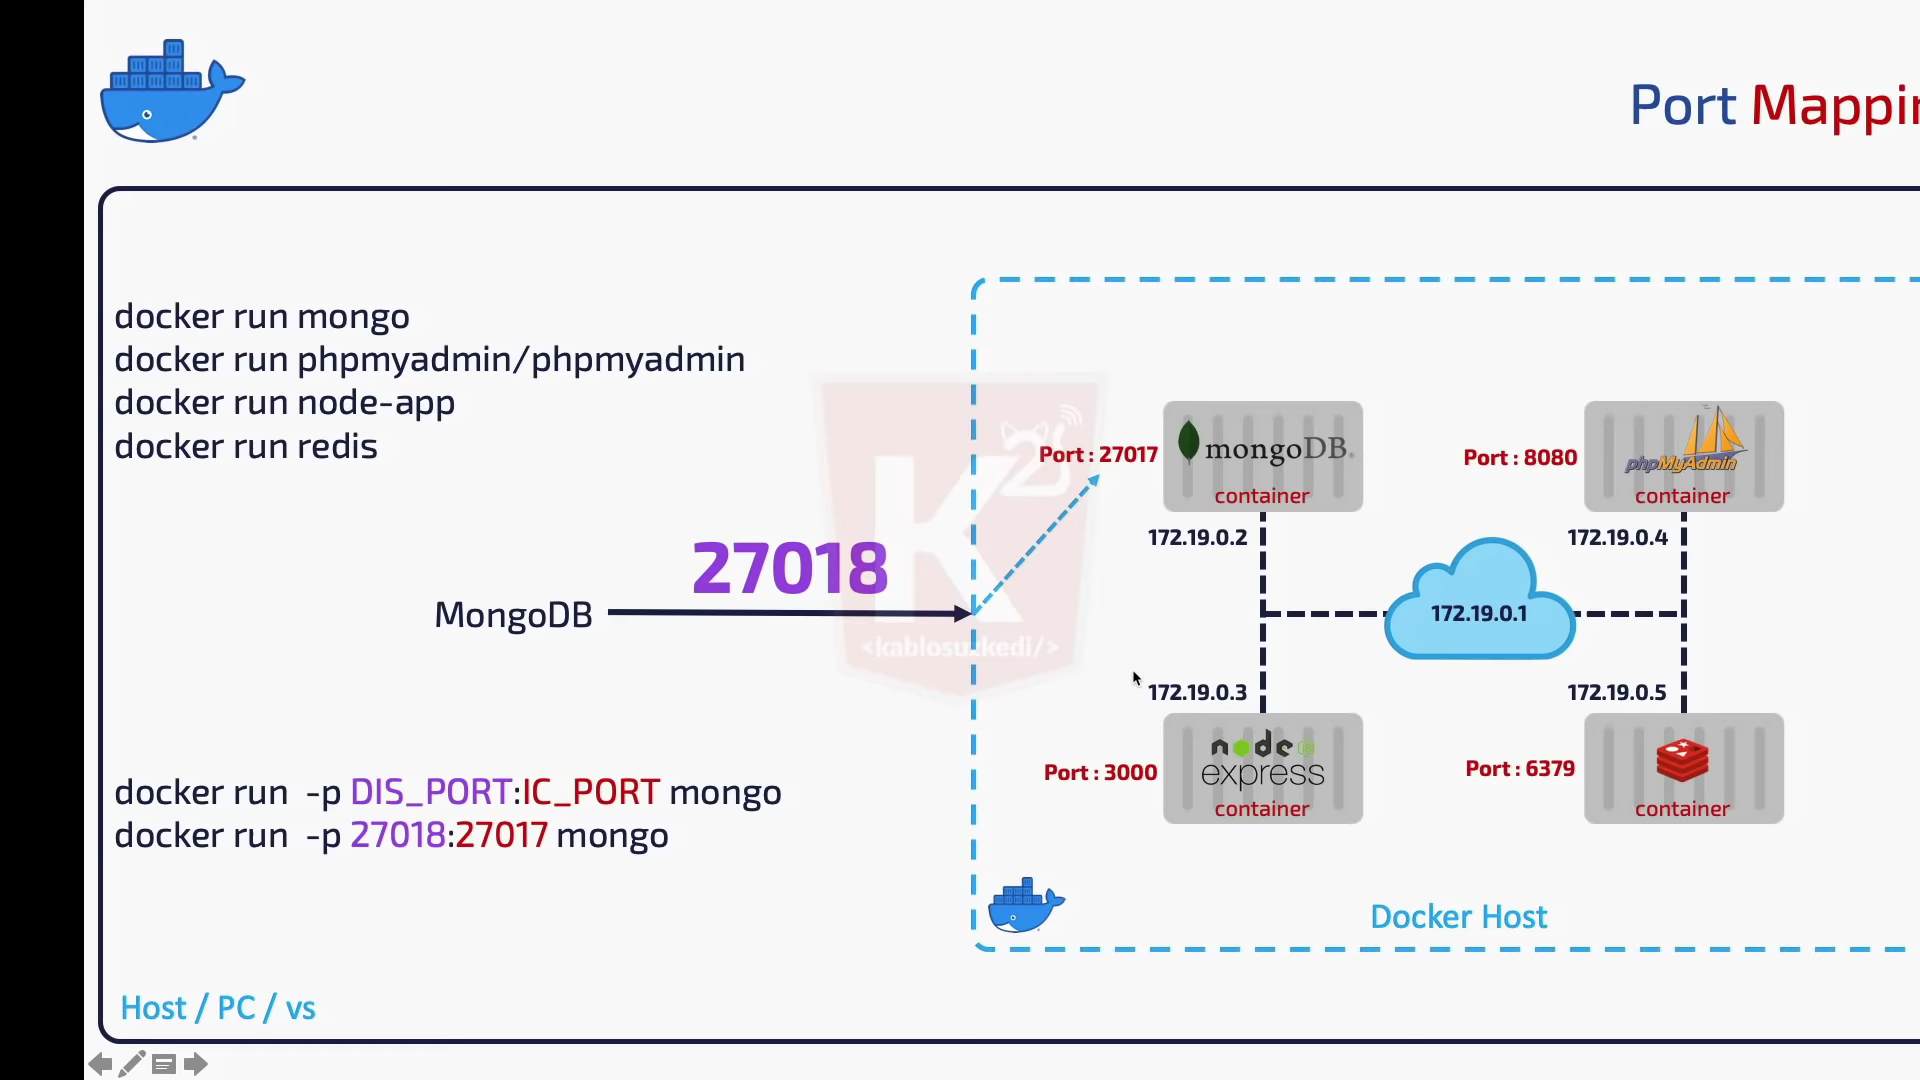 Port Mappin
docker run mongo
docker run phpmyadmin/phpmyadmin
docker run node-app
docker run redis
Port : 27017
mongoDB.
container
172.19.0.2
Port : 8080
phpMyAdmin
container
172.19.0.4
27018
MongoDB
K2
<kablosuzkedi/>
172.19.0.1
172.19.0.3
Port : 3000
node
express
container
172.19.0.5
Port : 6379
container
docker run -p DIS_PORT:IC_PORT mongo
docker run -p 27018:27017 mongo
Docker Host
Host / PC / vs